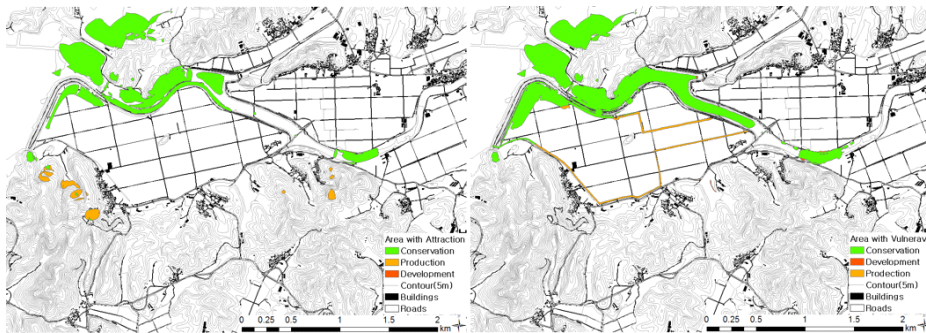 Area with Attraction
Conservation
Production
Development
Contour(5m)
Buildings
Roads
0 0.25 0.5 1 1.5 2
km
Area with Vulnerav
Conservation
Development
Prodection
Contour(5m)
Buildings
Roads
0 0.25 0.5 1 1.5 2
km